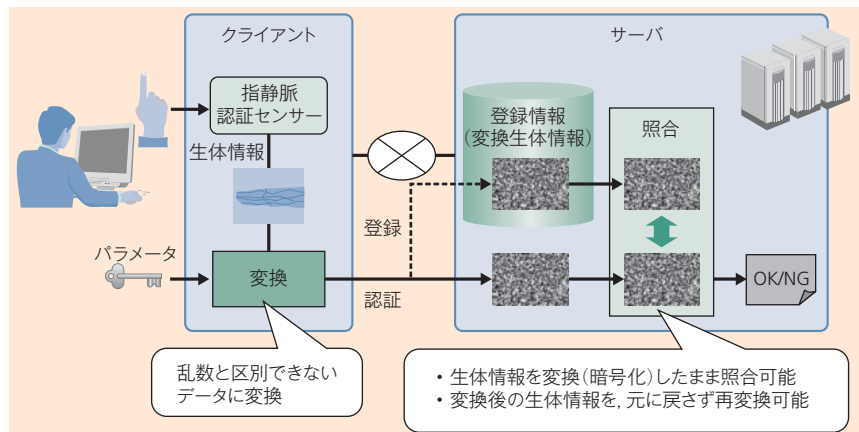 クライアント
サーバ
指静脈
認証センサー
生体情報
登録情報
（変換生体情報）
照合
登録
パラメータ
変換
認証
OK/NG
乱数と区別できない
データに変換
・生体情報を変換（暗号化）したまま照合可能
・変換後の生体情報を，元に戻さず再変換可能